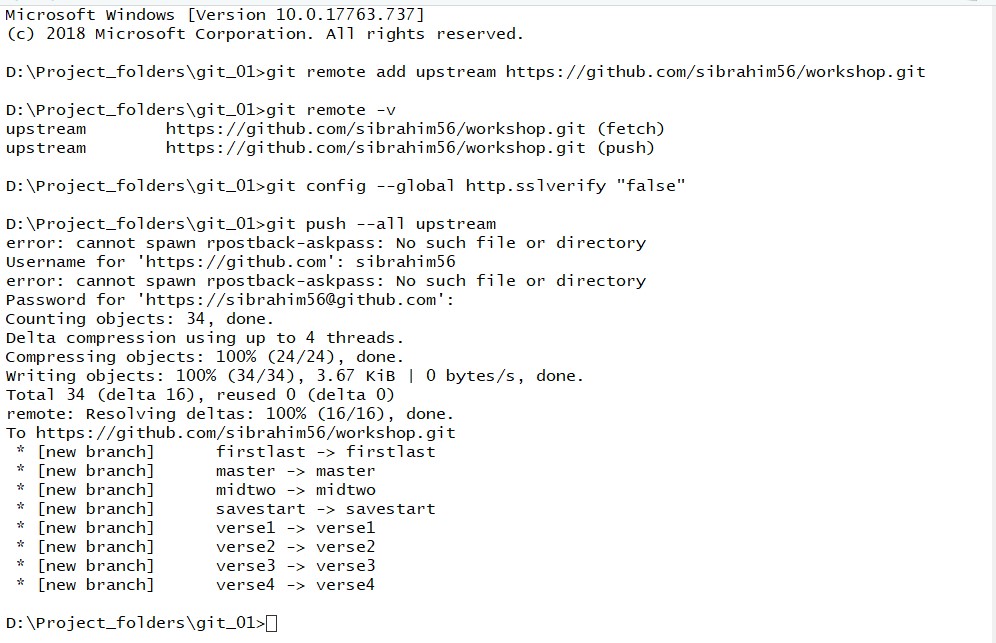 Microsoft Windows [Version 10.0.17763.737]
(c) 2018 Microsoft Corporation. All rights reserved.
D:\Project_folders\git_01>git remote add upstream https://github.com/sibrahim56/workshop.git
D:\Project_folders\git_01>git remote -v
upstream        https://github.com/sibrahim56/workshop.git (fetch)
upstream        https://github.com/sibrahim56/workshop.git (push)
D:\Project_folders\git_01>git config --global http.sslverify "false"
D:\Project_folders\git_01>git push --all upstream
error: cannot spawn rpostback-askpass: No such file or directory
Username for 'https://github.com': sibrahim56
error: cannot spawn rpostback-askpass: No such file or directory
Password for 'https://sibrahim56@github.com':
Counting objects: 34, done.
Delta compression using up to 4 threads.
Compressing objects: 100% (24/24), done.
Writing objects: 100% (34/34), 3.67 KiB | 0 bytes/s, done.
Total 34 (delta 16), reused 0 (delta 0)
remote: Resolving deltas: 100% (16/16), done.
To https://github.com/sibrahim56/workshop.git
 * [new branch]      firstlast -> firstlast
 * [new branch]      master -> master
 * [new branch]      midtwo -> midtwo
 * [new branch]      savestart -> savestart
 * [new branch]      verse1 -> verse1
 * [new branch]      verse2 -> verse2
 * [new branch]      verse3 -> verse3
 * [new branch]      verse4 -> verse4
D:\Project_folders\git_01>